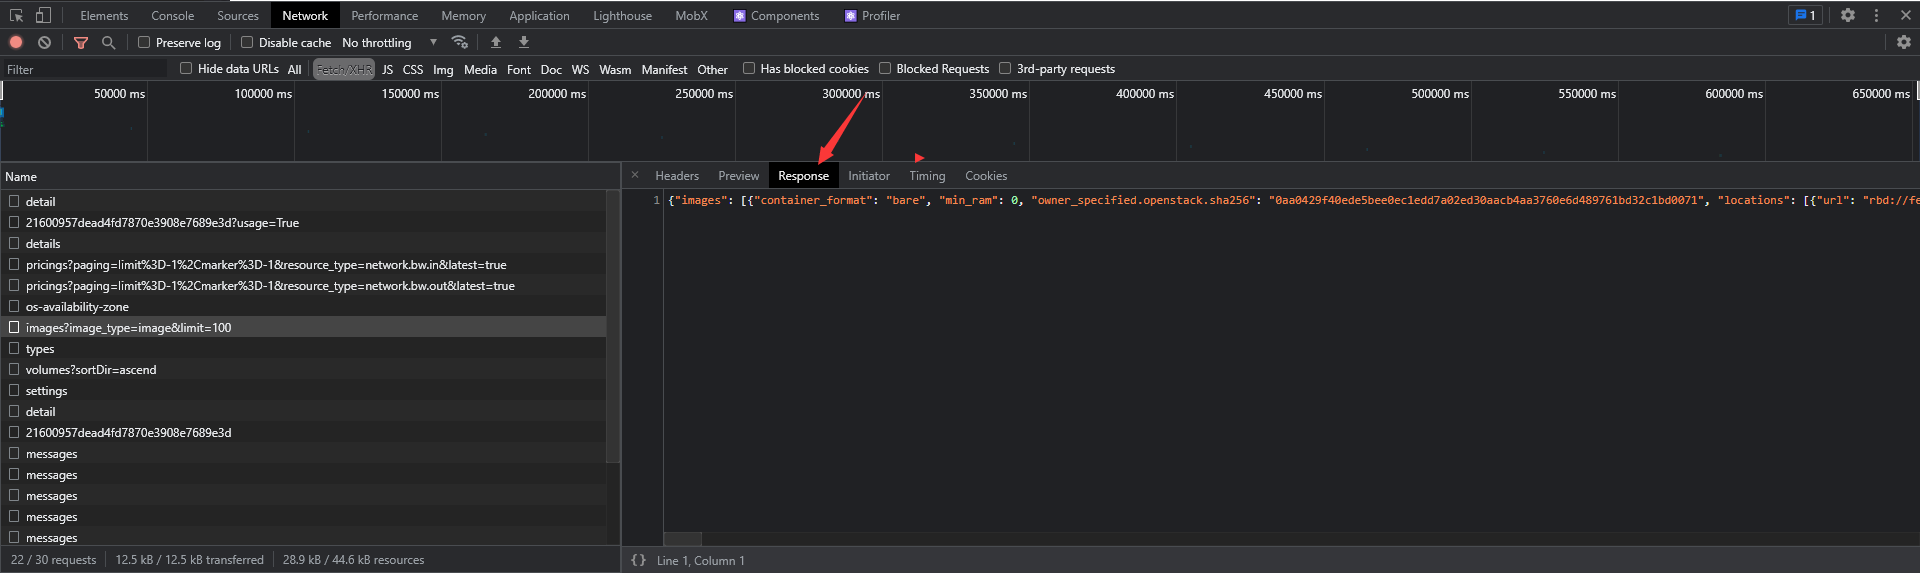 Elements Console Sources Network Performance Memory Application Lighthouse MobX Components Profiler 1
Preserve log Disable cache No throttling
Filter Hide data URLs All Fetch/XHR JS CSS Img Media Font Doc WS Wasm Manifest Other Has blocked cookies Blocked Requests 3rd-party requests
50000 ms 100000 ms 150000 ms 200000 ms 250000 ms 300000 ms 350000 ms 400000 ms 450000 ms 500000 ms 550000 ms 600000 ms 650000 ms
Name
detail
21600957dead4fd7870e3908e7689e3d?usage=True
details
pricings?paging=limit%3D-1%2Cmarker%3D-1&resource_type=network.bw.in&latest=true
pricings?paging=limit%3D-1%2Cmarker%3D-1&resource_type=network.bw.out&latest=true
os-availability-zone
images?image_type=image&limit=100
types
volumes?sortDir=ascend
settings
detail
21600957dead4fd7870e3908e7689e3d
messages
messages
messages
messages
messages
22 / 30 requests 12.5 kB / 12.5 kB transferred 28.9 kB / 44.6 kB resources
× Headers Preview Response Initiator Timing Cookies
1 {"images": [{"container_format": "bare", "min_ram": 0, "owner_specified.openstack.sha256": "0aa0429f40ede5bee0ec1edd7a02ed30aacb4aa3760e6d489761bd32c1bd0071", "locations": [{"url": "rbd://fe
{} Line 1, Column 1